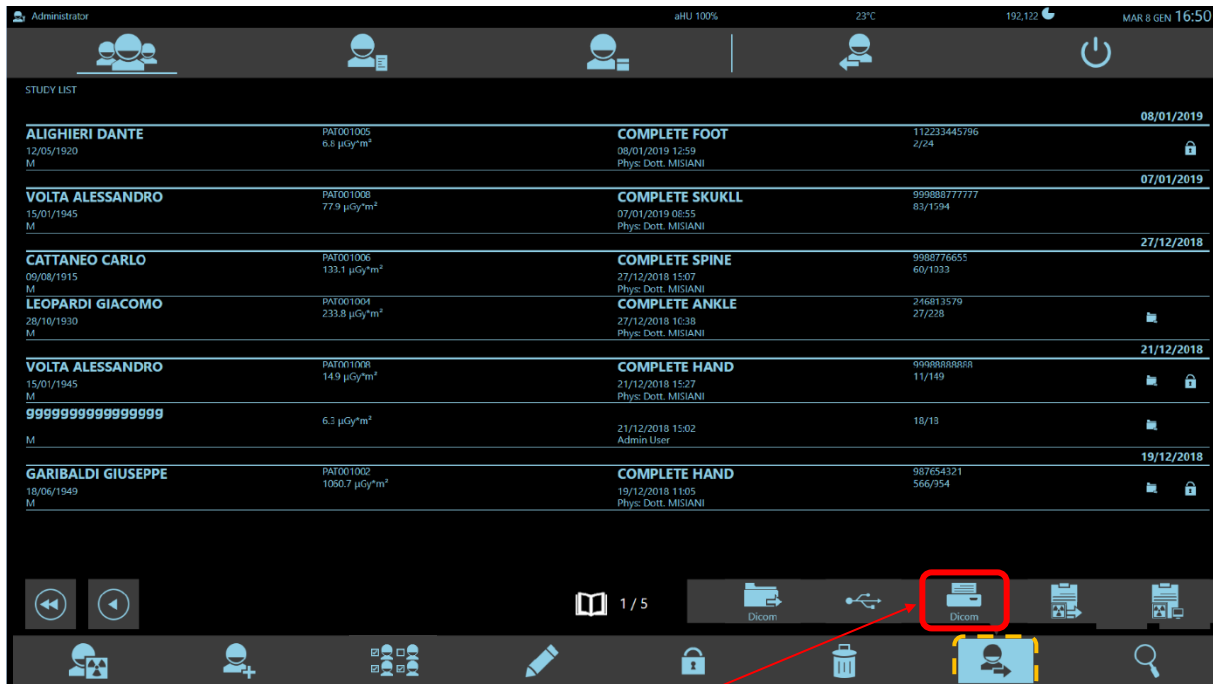 Administrator aHU 100% 23°C 192,122 MAR 8 GEN 16:50
STUDY LIST
08/01/2019
ALIGHIERI DANTE PAT001005 COMPLETE FOOT 112233445796
12/05/1920 6.8 µGy*m² 08/01/2019 12:59 2/24
M Phys: Dott. MISIANI
07/01/2019
VOLTA ALESSANDRO PAT001008 COMPLETE SKUKLL 999888777777
15/01/1945 77.9 µGy*m² 07/01/2019 08:55 83/1594
M Phys: Dott. MISIANI
27/12/2018
CATTANEO CARLO PAT001006 COMPLETE SPINE 9988776655
09/08/1915 133.1 µGy*m² 27/12/2018 15:07 60/1033
M Phys: Dott. MISIANI
LEOPARDI GIACOMO PAT001004 COMPLETE ANKLE 246813579
28/10/1930 233.8 µGy*m² 27/12/2018 10:38 27/228
M Phys: Dott. MISIANI
21/12/2018
VOLTA ALESSANDRO PAT001008 COMPLETE HAND 99988888888
15/01/1945 14.9 µGy*m² 21/12/2018 15:27 11/149
M Phys: Dott. MISIANI
gggggggggggggggg 6.3 µGy*m² 21/12/2018 15:02 18/18
M Admin User
19/12/2018
GARIBALDI GIUSEPPE PAT001002 COMPLETE HAND 987654321
18/06/1949 1060.7 µGy*m² 19/12/2018 11:05 566/954
M Phys: Dott. MISIANI
1 / 5
Dicom Dicom